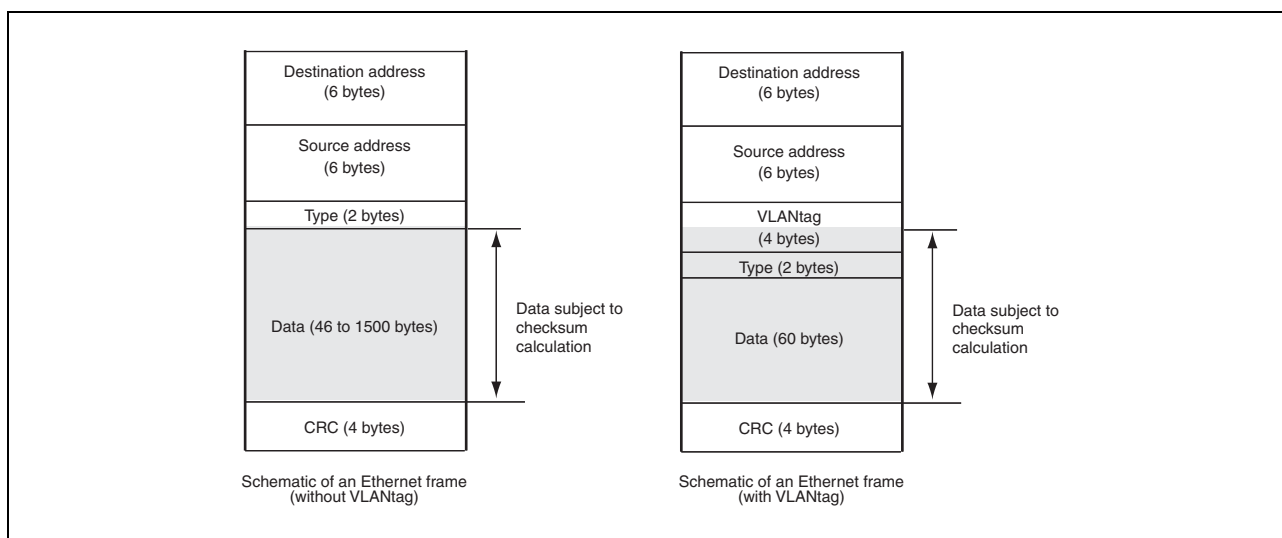 Destination address
(6 bytes)
Source address
(6 bytes)
Type (2 bytes)
Data (46 to 1500 bytes)
CRC (4 bytes)
Data subject to
checksum
calculation
Schematic of an Ethernet frame
(without VLANtag)
Destination address
(6 bytes)
Source address
(6 bytes)
VLANtag
(4 bytes)
Type (2 bytes)
Data (60 bytes)
CRC (4 bytes)
Data subject to
checksum
calculation
Schematic of an Ethernet frame
(with VLANtag)